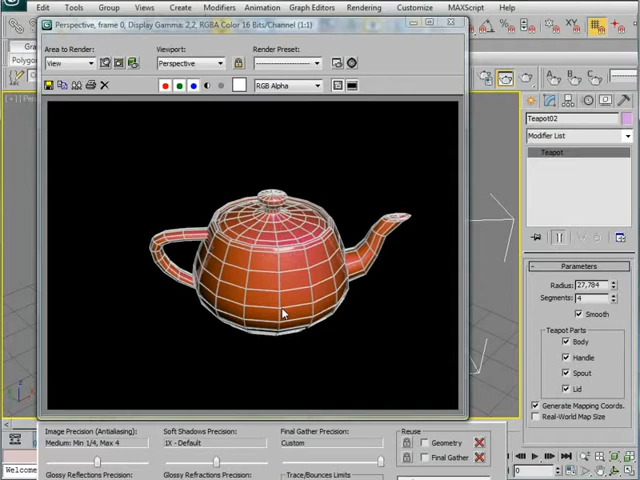 Edit Tools Group Views Create Modifiers Animation Graph Editors Rendering Customize MAXScript Help
Perspective, frame 0, Display Gamma: 2,2, RGBA Color 16 Bits/Channel (1:1)
Area to Render:
Viewport:
Render Preset:
View
Perspective
RGB Alpha
Teapot02
Modifier List
Teapot
Parameters
Radius: 27,784
Segments: 4
Smooth
Teapot Parts
Body
Handle
Spout
Lid
Generate Mapping Coords.
Real-World Map Size
Image Precision (Antialiasing):
Soft Shadows Precision:
Final Gather Precision:
Reuse
Medium: Min 1/4, Max 4
1X - Default
Custom
Geometry
Final Gather
Glossy Reflections Precision:
Glossy Refractions Precision:
Trace/Bounces Limits
Welcome
0